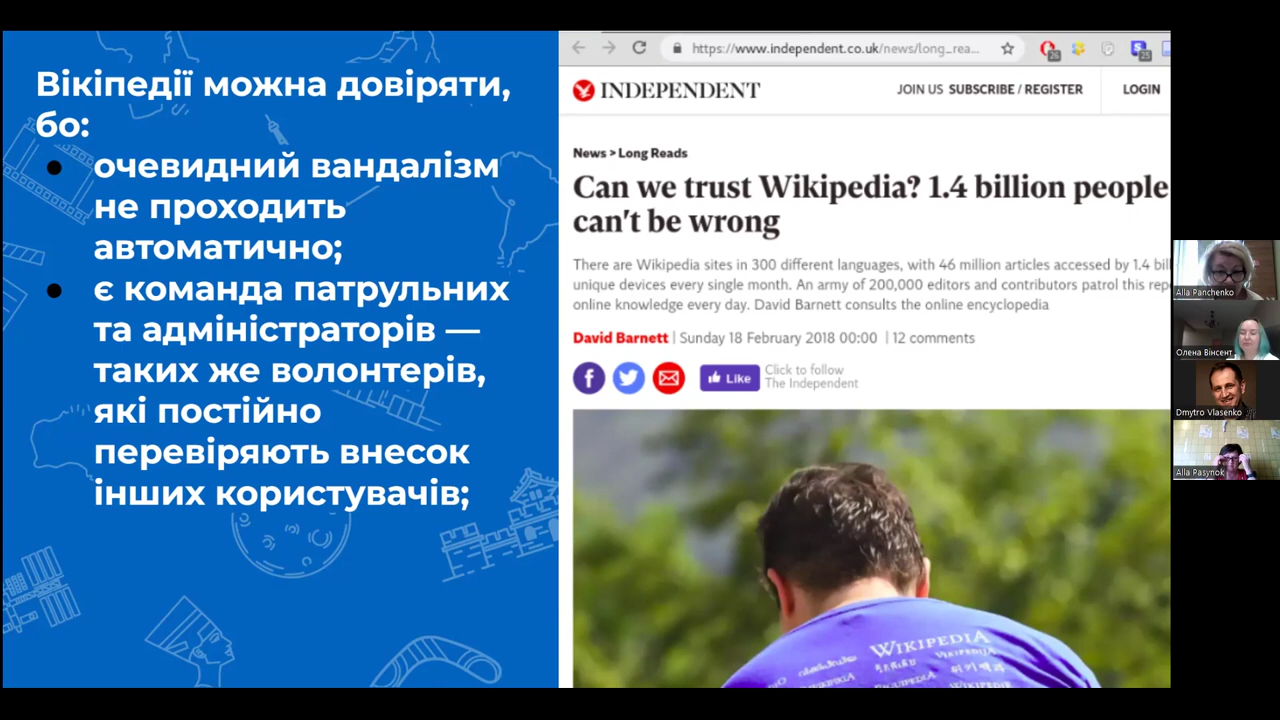 Вікіпедії можна довіряти,
бо:
● очевидний вандалізм
не проходить
автоматично;
● є команда патрульних
та адміністраторів —
таких же волонтерів,
які постійно
перевіряють внесок
інших користувачів;
https://www.independent.co.uk/news/long_rea...
26
25
INDEPENDENT
JOIN US SUBSCRIBE / REGISTER
LOGIN
News > Long Reads
Can we trust Wikipedia? 1.4 billion people
can't be wrong
There are Wikipedia sites in 300 different languages, with 46 million articles accessed by 1.4 bill
unique devices every single month. An army of 200,000 editors and contributors patrol this rep
online knowledge every day. David Barnett consults the online encyclopedia
David Barnett | Sunday 18 February 2018 00:00 | 12 comments
Like
Click to follow
The Independent
WIKIPEDIA
Alla Panchenko
Олена Вінсент
Dmytro Vlasenko
Alla Pasynok